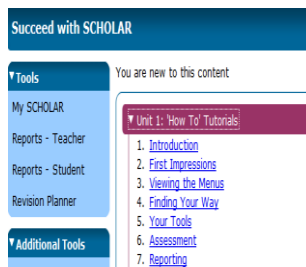 Succeed with SCHOLAR
Tools
My SCHOLAR
Reports - Teacher
Reports - Student
Revision Planner
Additional Tools
You are new to this content
Unit 1: 'How To' Tutorials
1. Introduction
2. First Impressions
3. Viewing the Menus
4. Finding Your Way
5. Your Tools
6. Assessment
7. Reporting